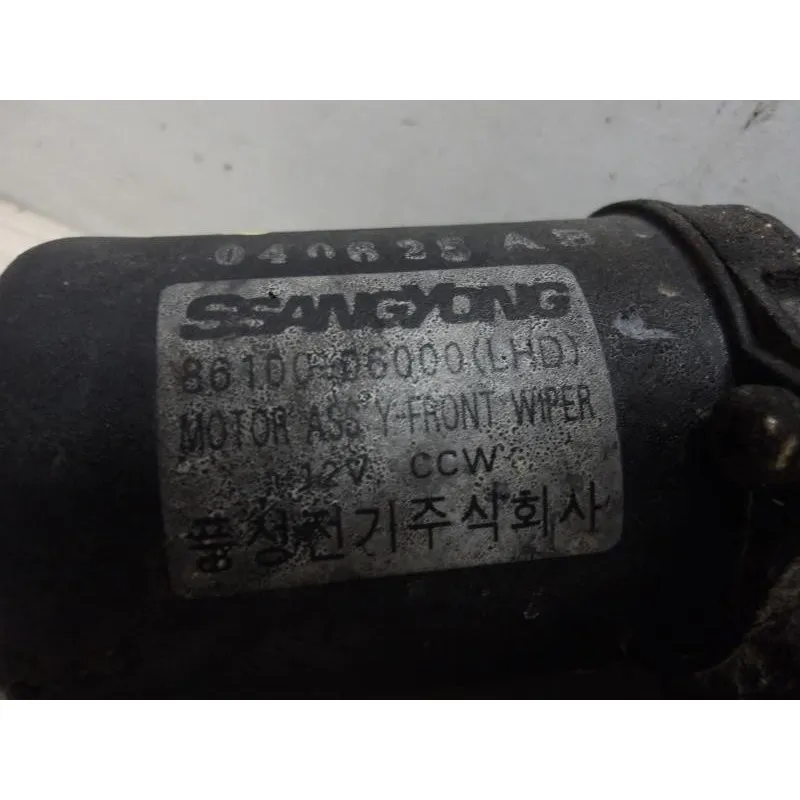 040625 AB
SSANGYONG
86100-06000(LHD)
MOTOR ASS'Y-FRONT WIPER
12V CCW
풍성전기주식회사